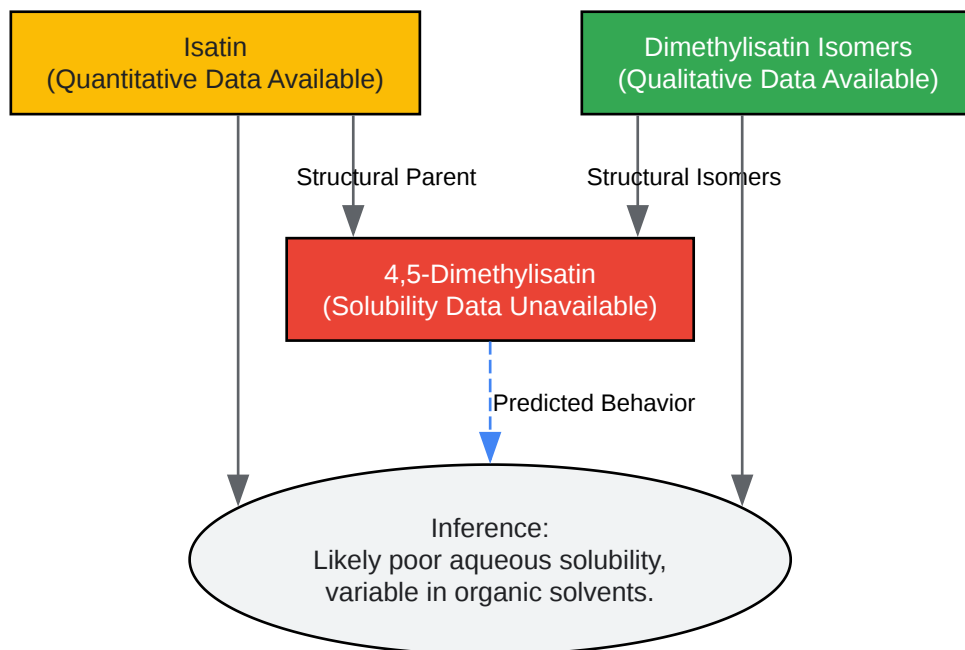 Isatin
(Quantitative Data Available)
Dimethylisatin Isomers
(Qualitative Data Available)
Structural Parent
Structural Isomers
4,5-Dimethylisatin
(Solubility Data Unavailable)
Predicted Behavior
Inference:
Likely poor aqueous solubility,
variable in organic solvents.